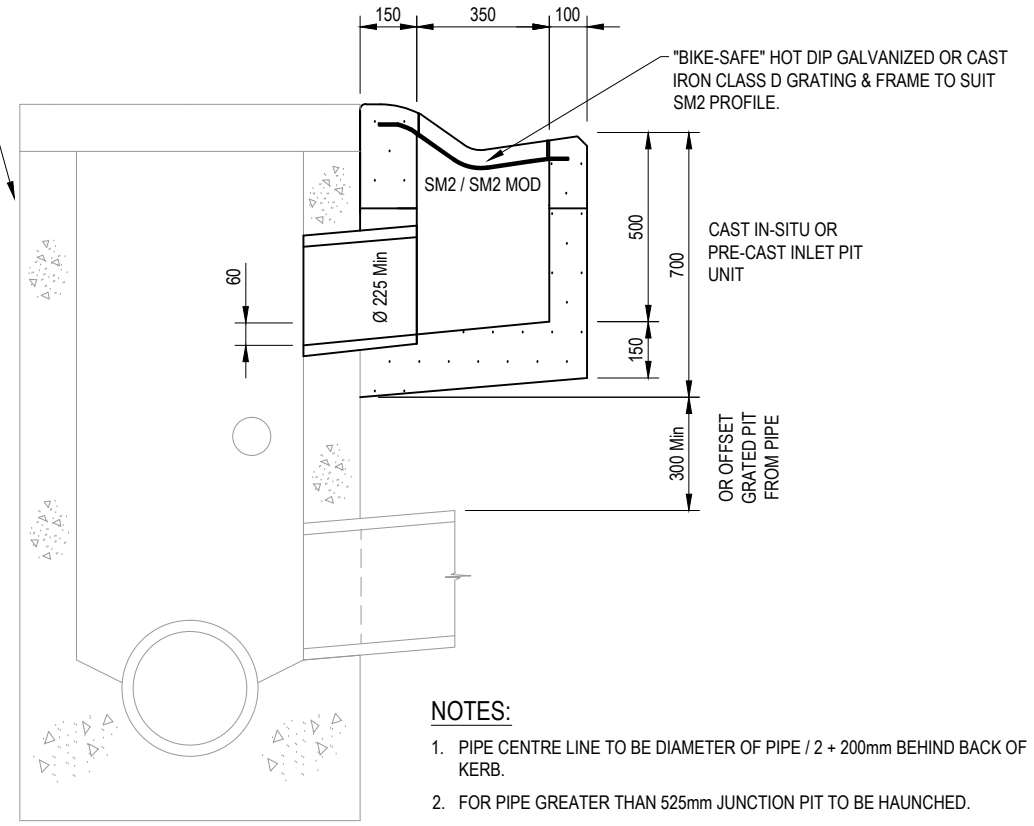 150
350
100
"BIKE-SAFE" HOT DIP GALVANIZED OR CAST
IRON CLASS D GRATING & FRAME TO SUIT
SM2 PROFILE.
SM2 / SM2 MOD
500
700
CAST IN-SITU OR
PRE-CAST INLET PIT
UNIT
60
Ø 225 Min
150
300 Min
OR OFFSET
GRATED PIT
FROM PIPE
NOTES:
1. PIPE CENTRE LINE TO BE DIAMETER OF PIPE / 2 + 200mm BEHIND BACK OF
KERB.
2. FOR PIPE GREATER THAN 525mm JUNCTION PIT TO BE HAUNCHED.